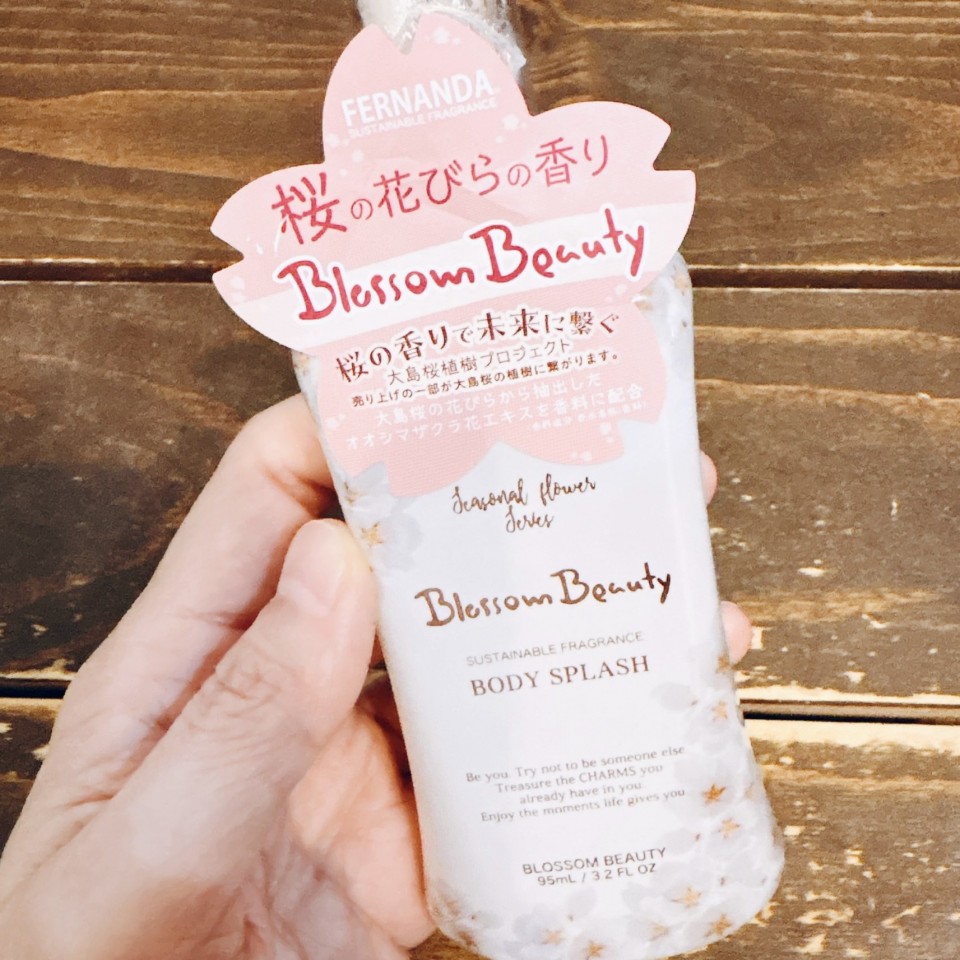 FERNANDA
SUSTAINABLE FRAGRANCE
桜の花びらの香り
Blossom Beauty
桜の香りで未来に繋ぐ
大島桜植樹プロジェクト
売り上げの一部が大島桜の植樹に繋がります。
大島桜の花びらから抽出した
オオシマザクラ花エキスを香料に配合
Seasonal flower
Series
Blossom Beauty
SUSTAINABLE FRAGRANCE
BODY SPLASH
Be you. Try not to be someone else
Treasure the CHARMS you
already have in you.
Enjoy the moments life gives you
BLOSSOM BEAUTY
95mL / 3.2 FL OZ